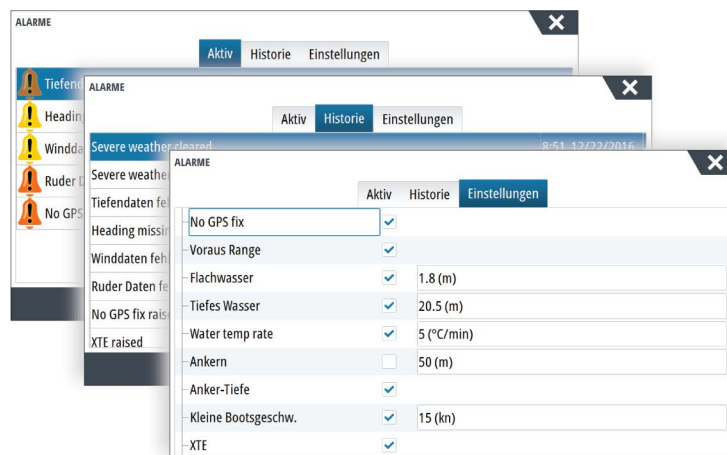 ALARME
Aktiv Historie Einstellungen
Headin
Windda
Ruder
No GPS
ALARME
Aktiv Historie Einstellungen
Severe weather cleared 8:51 12/22/2016
Severe weathe
Tiefendaten feh
Heading missin
Winddaten feh
Ruder Daten fe
No GPS fix rais
XTE raised
ALARME
Aktiv Historie Einstellungen
No GPS fix
Voraus Range
Flachwasser 1.8 (m)
Tiefes Wasser 20.5 (m)
Water temp rate 5 (°C/min)
Ankern 50 (m)
Anker-Tiefe
Kleine Bootsgeschw. 15 (kn)
XTE